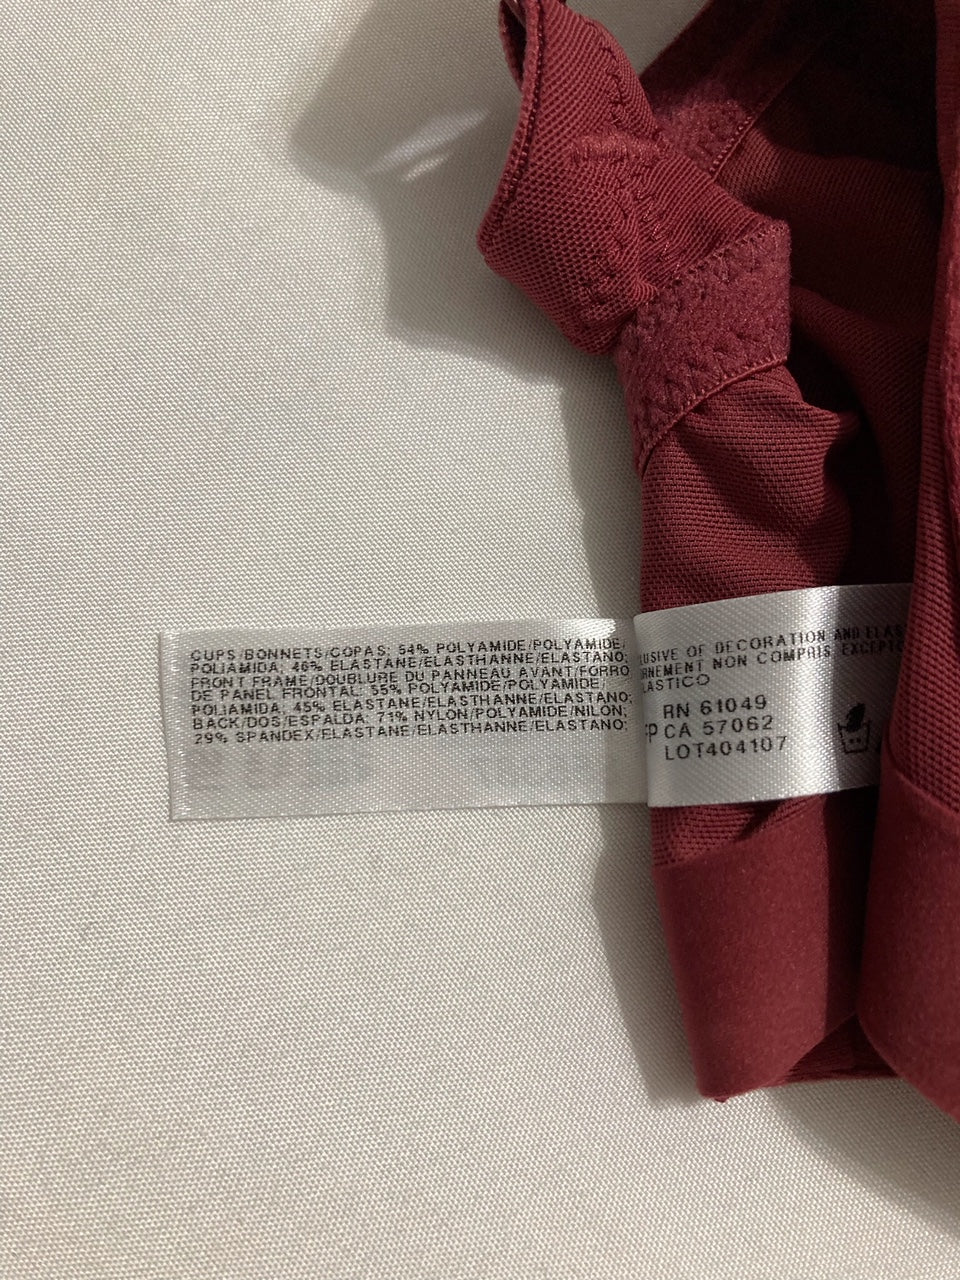 CUPS/BONNETS/COPAS: 54% POLYAMIDE/POLYAMIDE/
POLIAMIDA; 46% ELASTANE/ELASTHANNE/ELASTANO;
FRONT FRAME/DOUBLURE DU PANNEAU AVANT/FORRO
DE PANEL FRONTAL: 55% POLYAMIDE/POLYAMIDE/
POLIAMIDA; 45% ELASTANE/ELASTHANNE/ELASTANO;
BACK/DOS/ESPALDA: 71% NYLON/POLYAMIDE/NILON;
29% SPANDEX/ELASTANE/ELASTHANNE/ELASTANO;
LUSIVE OF DECORATION AND ELAS
RNEMENT NON COMPRIS, EXCEPTO
LASTICO
RN 61049
P CA 57062
LOT404107